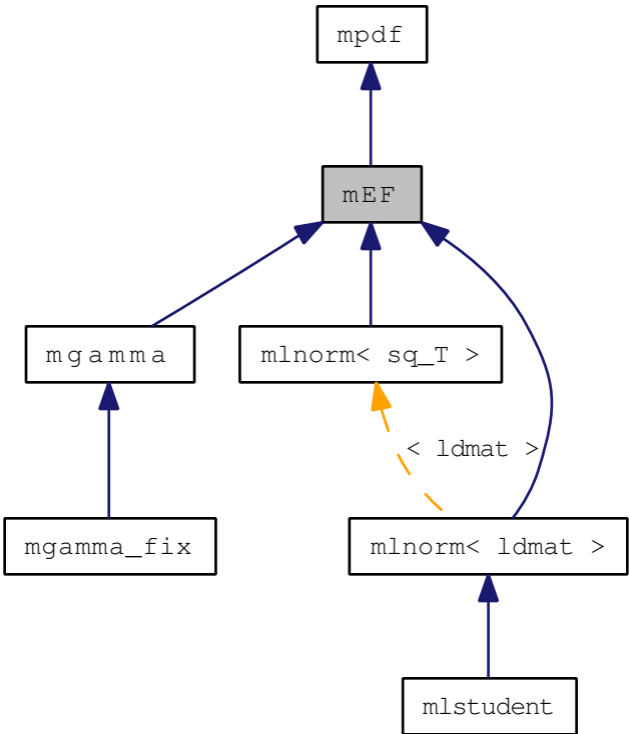 mpdf
mEF
mgamma
mlnorm< sq_T >
< ldmat >
mgamma_fix
mlnorm< ldmat >
mlstudent